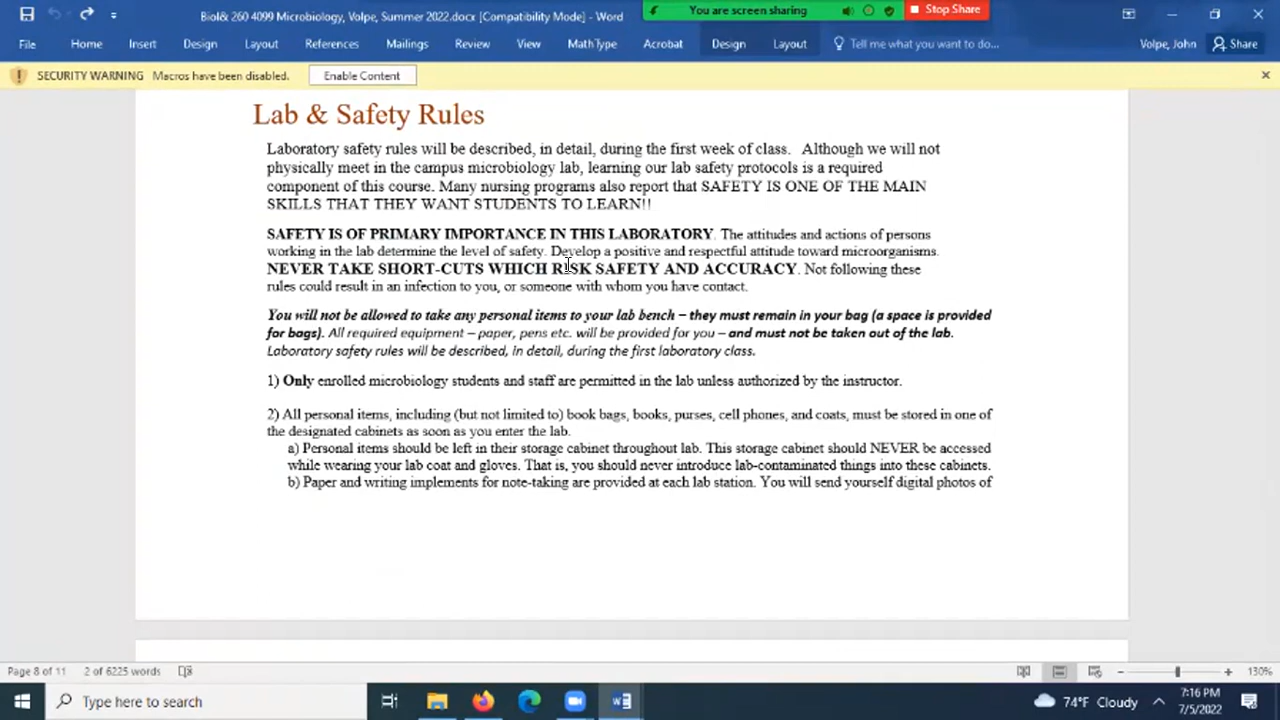 Biol& 260 4099 Microbiology, Volpe, Summer 2022.docx [Compatibility Mode] - Word
You are screen sharing
Stop Share
File Home Insert Design Layout References Mailings Review View MathType Acrobat Design Layout Tell me what you want to do... Volpe, John Share
SECURITY WARNING Macros have been disabled. Enable Content
Lab & Safety Rules
Laboratory safety rules will be described, in detail, during the first week of class. Although we will not
physically meet in the campus microbiology lab, learning our lab safety protocols is a required
component of this course. Many nursing programs also report that SAFETY IS ONE OF THE MAIN
SKILLS THAT THEY WANT STUDENTS TO LEARN!!
SAFETY IS OF PRIMARY IMPORTANCE IN THIS LABORATORY. The attitudes and actions of persons
working in the lab determine the level of safety. Develop a positive and respectful attitude toward microorganisms.
NEVER TAKE SHORT-CUTS WHICH RISK SAFETY AND ACCURACY. Not following these
rules could result in an infection to you, or someone with whom you have contact.
You will not be allowed to take any personal items to your lab bench – they must remain in your bag (a space is provided
for bags). All required equipment – paper, pens etc. will be provided for you – and must not be taken out of the lab.
Laboratory safety rules will be described, in detail, during the first laboratory class.
1) Only enrolled microbiology students and staff are permitted in the lab unless authorized by the instructor.
2) All personal items, including (but not limited to) book bags, books, purses, cell phones, and coats, must be stored in one of
the designated cabinets as soon as you enter the lab.
a) Personal items should be left in their storage cabinet throughout lab. This storage cabinet should NEVER be accessed
while wearing your lab coat and gloves. That is, you should never introduce lab-contaminated things into these cabinets.
b) Paper and writing implements for note-taking are provided at each lab station. You will send yourself digital photos of
Page 8 of 11 2 of 6225 words 130%
Type here to search 74°F Cloudy 7:16 PM
7/5/2022